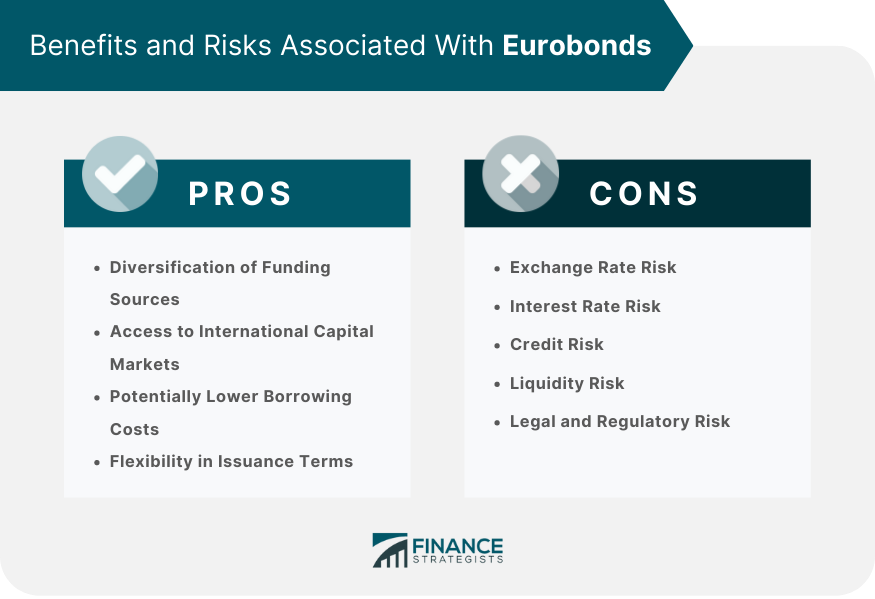 Benefits and Risks Associated With Eurobonds
PROS
Diversification of Funding
Sources
Access to International Capital
Markets
Potentially Lower Borrowing
Costs
Flexibility in Issuance Terms
CONS
Exchange Rate Risk
Interest Rate Risk
Credit Risk
Liquidity Risk
Legal and Regulatory Risk
FINANCE
STRATEGISTS